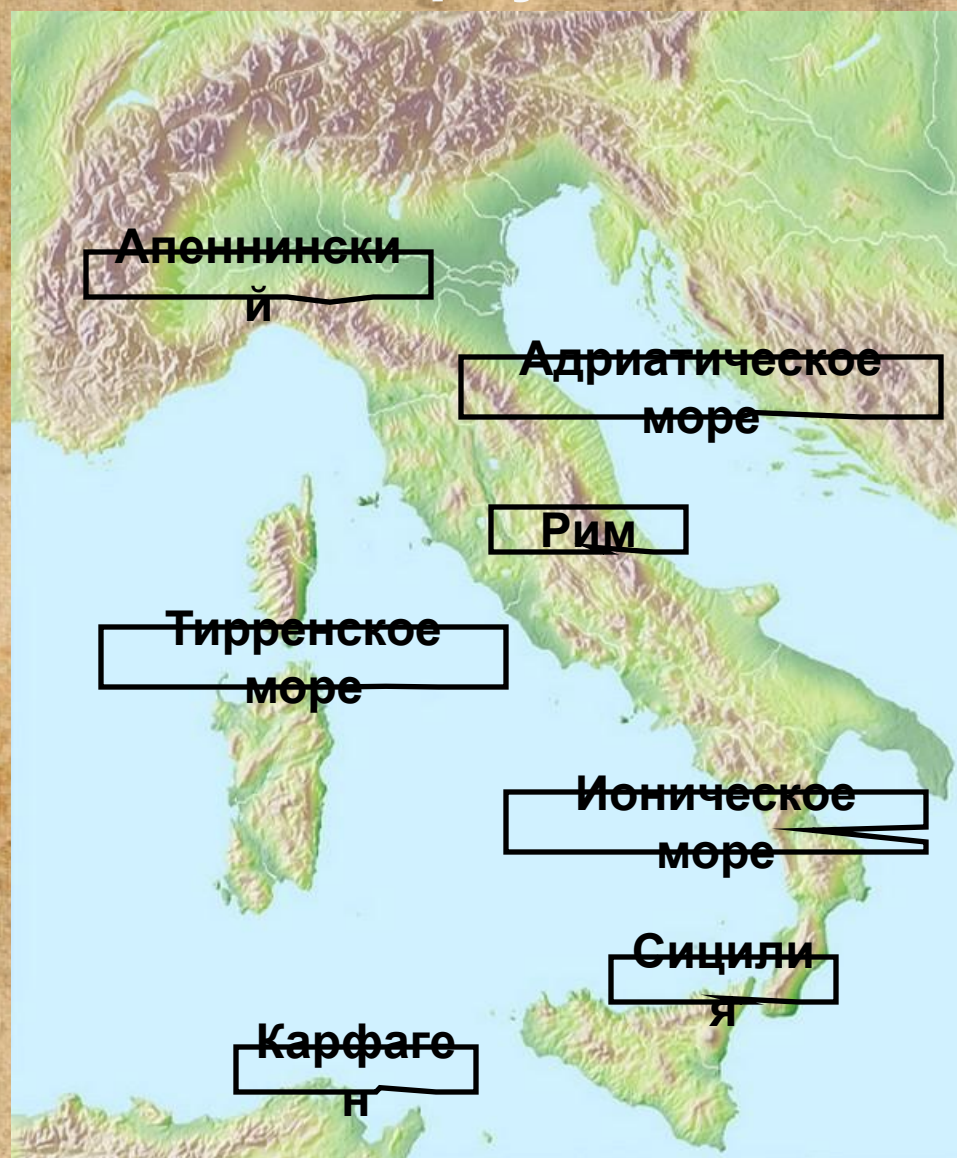 Апеннински
й
Адриатическое
море
Рим
Тирренское
море
Ионическое
море
Сицили
я
Карфаге
н